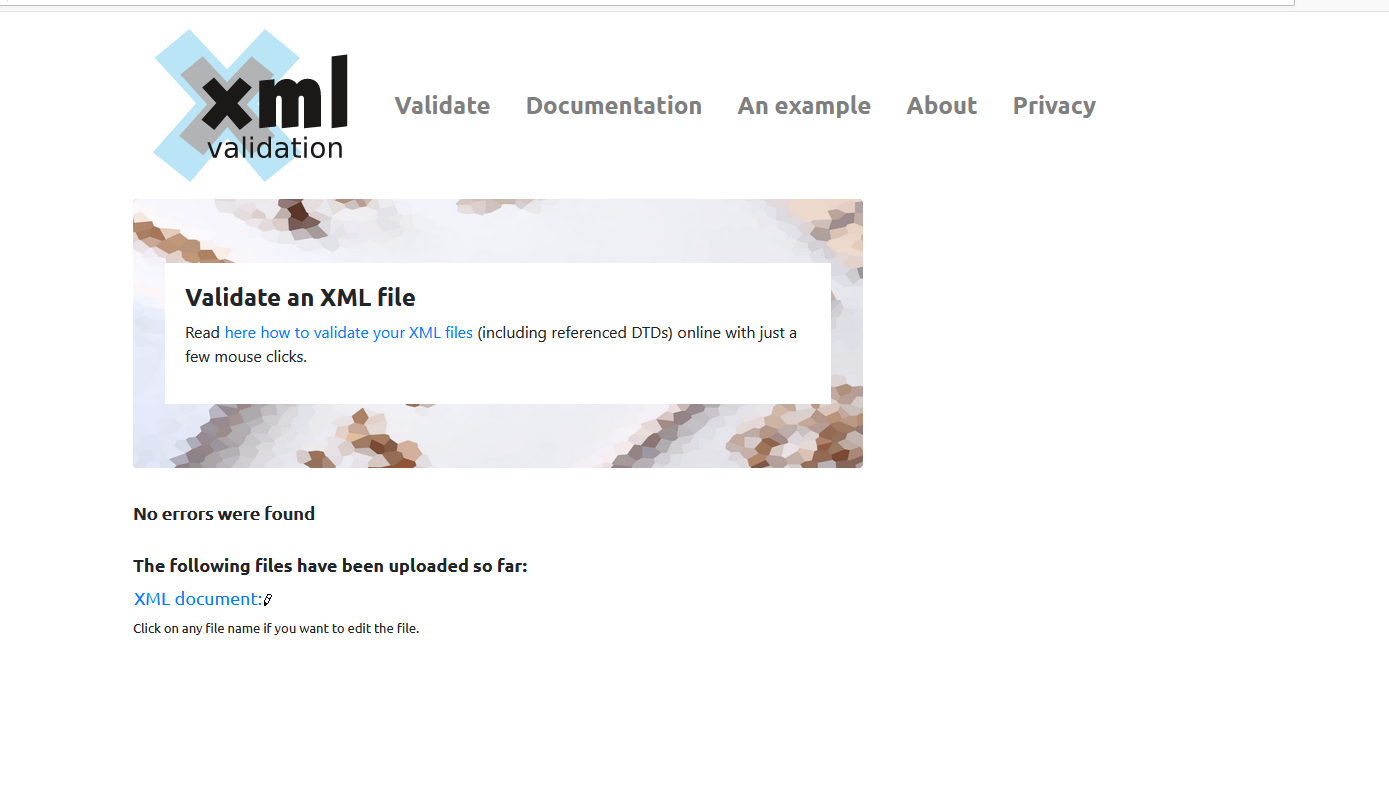 xml
validation
Validate
Documentation
An example
About
Privacy
Validate an XML file
Read here how to validate your XML files (including referenced DTDs) online with just a
few mouse clicks.
No errors were found
The following files have been uploaded so far:
XML document:
Click on any file name if you want to edit the file.